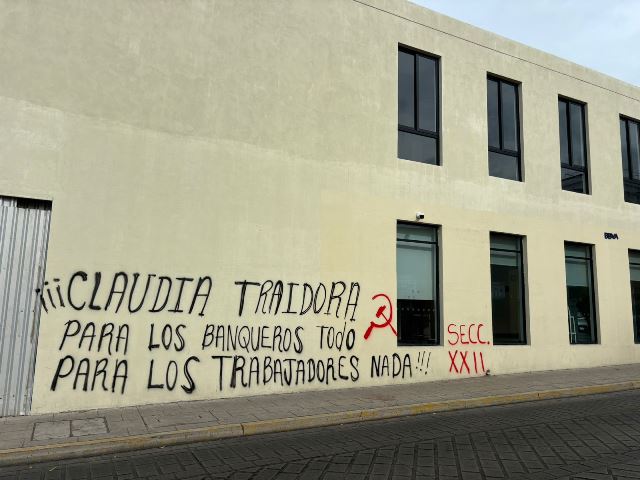 ¡¡¡CLAUDIA TRAIDORA
PARA LOS BANQUEROS TODO
PARA LOS TRABAJADORES NADA!!!
SECC.
XXII
BBVA